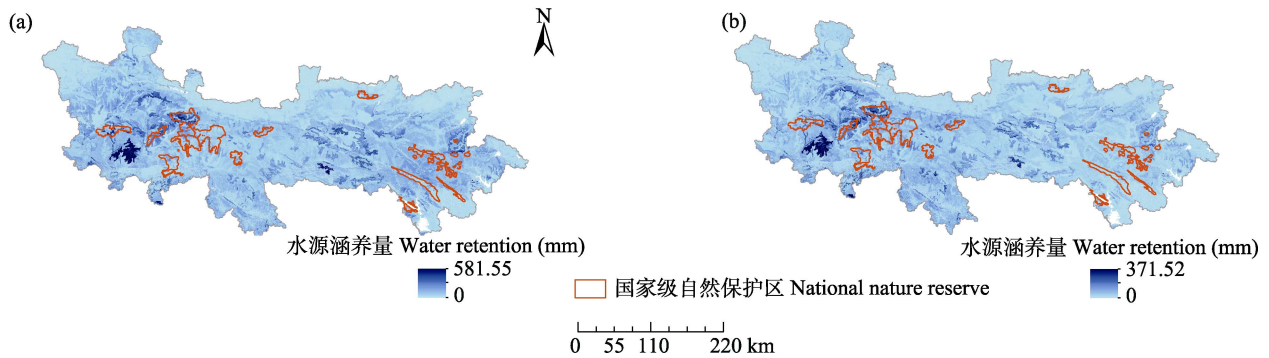 (a)
N
(b)
水源涵养量 Water retention (mm)
581.55
0
水源涵养量 Water retention (mm)
371.52
0
国家级自然保护区 National nature reserve
0 55 110 220 km